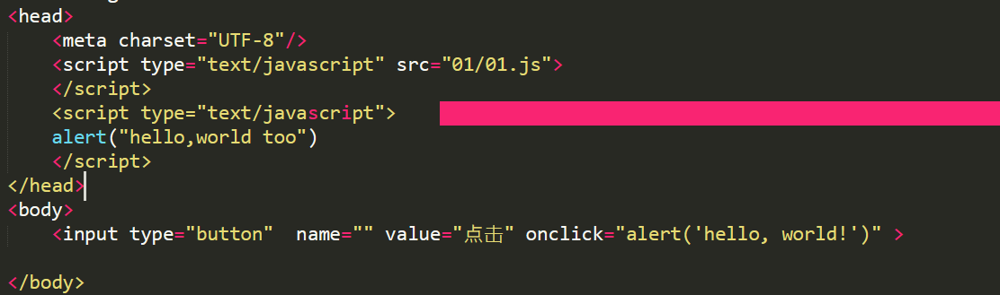 <head>
    <meta charset="UTF-8"/>
    <script type="text/javascript" src="01/01.js">
    </script>
    <script type="text/javascript">
    alert("hello,world too")
    </script>
</head>
<body>
    <input type="button"  name="" value="点击" onclick="alert('hello, world!')" >
</body>